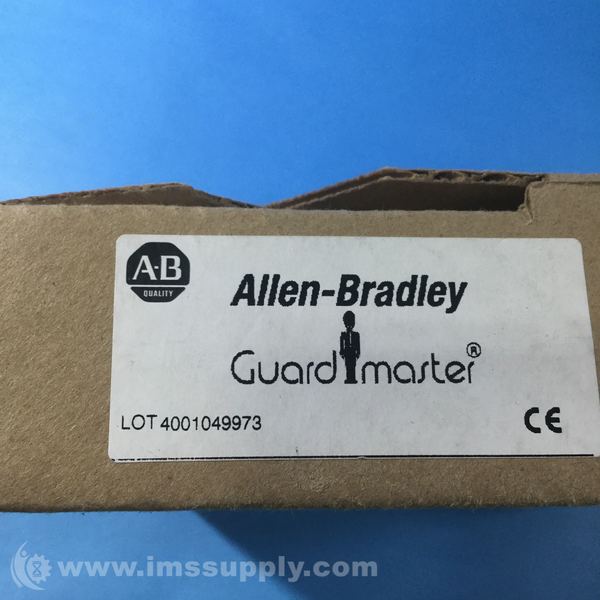 A-B
QUALITY
Allen-Bradley
Guardmaster®
LOT 4001049973
CE
www.imssupply.com